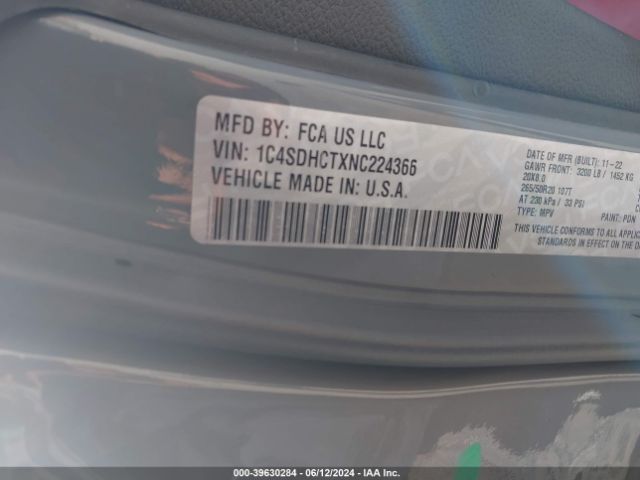 MFD BY: FCA US LLC
VIN: 1C4SDHCTXNC224366
VEHICLE MADE IN: U.S.A.
DATE OF MFR (BUILT): 11-22
GAWR FRONT: 3200 LB / 1452 KG
20X8.0
265/50R20 107T
AT 230 kPa / 33 PSI
TYPE: MPV PAINT: PDN
THIS VEHICLE CONFORMS TO ALL
STANDARDS IN EFFECT ON THE
000-39630284 / 06/12/2024 / IAA Inc.